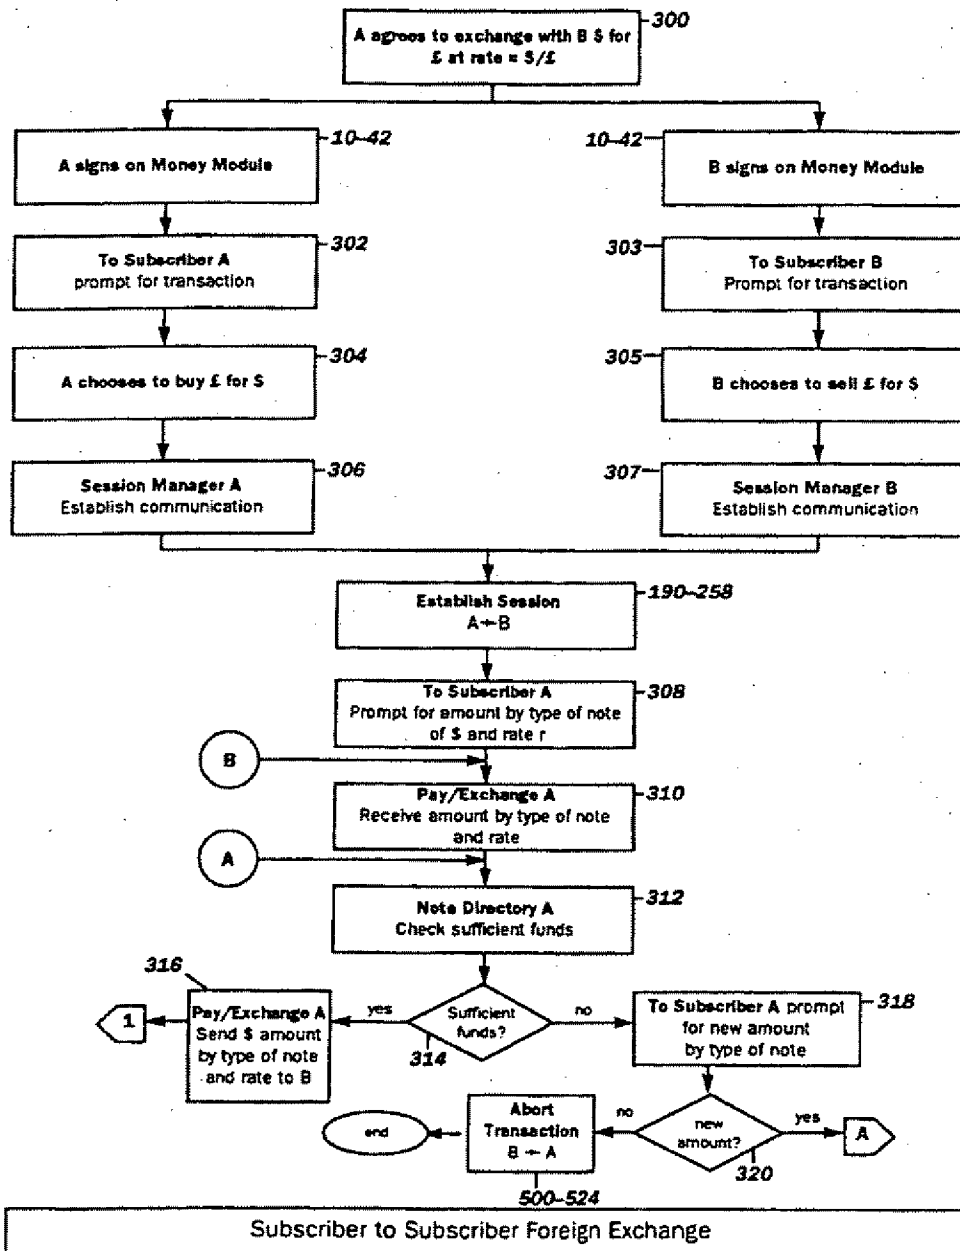 300
A agrees to exchange with B $ for
£ at rate = $/£
10-42
A signs on Money Module
10-42
B signs on Money Module
302
To Subscriber A
prompt for transaction
303
To Subscriber B
Prompt for transaction
304
A chooses to buy £ for $
305
B chooses to sell £ for $
306
Session Manager A
Establish communication
307
Session Manager B
Establish communication
190-258
Establish Session
A←B
308
To Subscriber A
Prompt for amount by type of note
of $ and rate r
B
310
Pay/Exchange A
Receive amount by type of note
and rate
A
312
Note Directory A
Check sufficient funds
316
1
Pay/Exchange A
Send $ amount
by type of note
and rate to B
yes
Sufficient
funds?
314
no
To Subscriber A prompt
for new amount
by type of note
318
end
Abort
Transaction
B ← A
500-524
no
new
amount?
320
yes
A
Subscriber to Subscriber Foreign Exchange